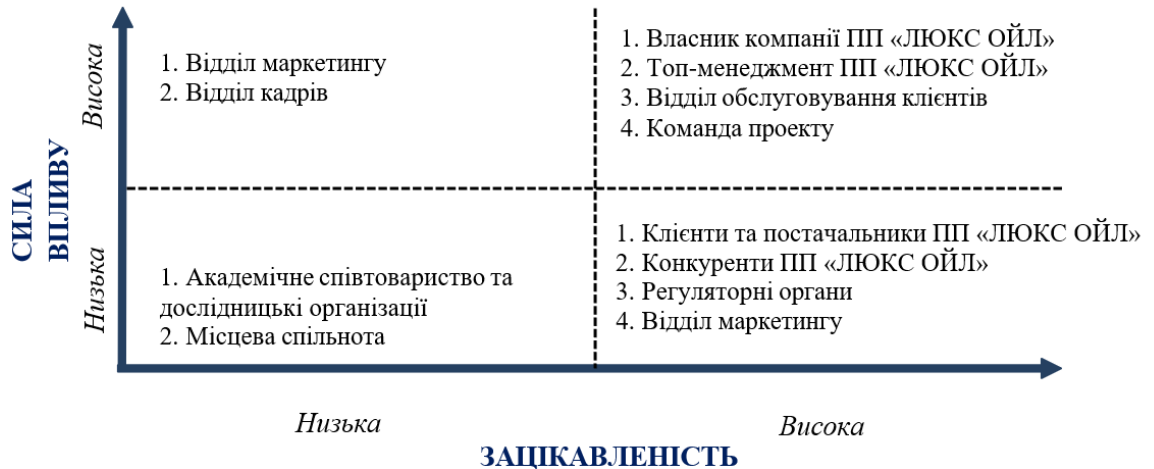 СИЛА
ВПЛИВУ
Висока
Низька
1. Відділ маркетингу
2. Відділ кадрів
1. Власник компанії ПП «ЛЮКС ОЙЛ»
2. Топ-менеджмент ПП «ЛЮКС ОЙЛ»
3. Відділ обслуговування клієнтів
4. Команда проекту
1. Академічне співтовариство та
дослідницькі організації
2. Місцева спільнота
1. Клієнти та постачальники ПП «ЛЮКС ОЙЛ»
2. Конкуренти ПП «ЛЮКС ОЙЛ»
3. Регуляторні органи
4. Відділ маркетингу
Низька
Висока
ЗАЦІКАВЛЕНІСТЬ